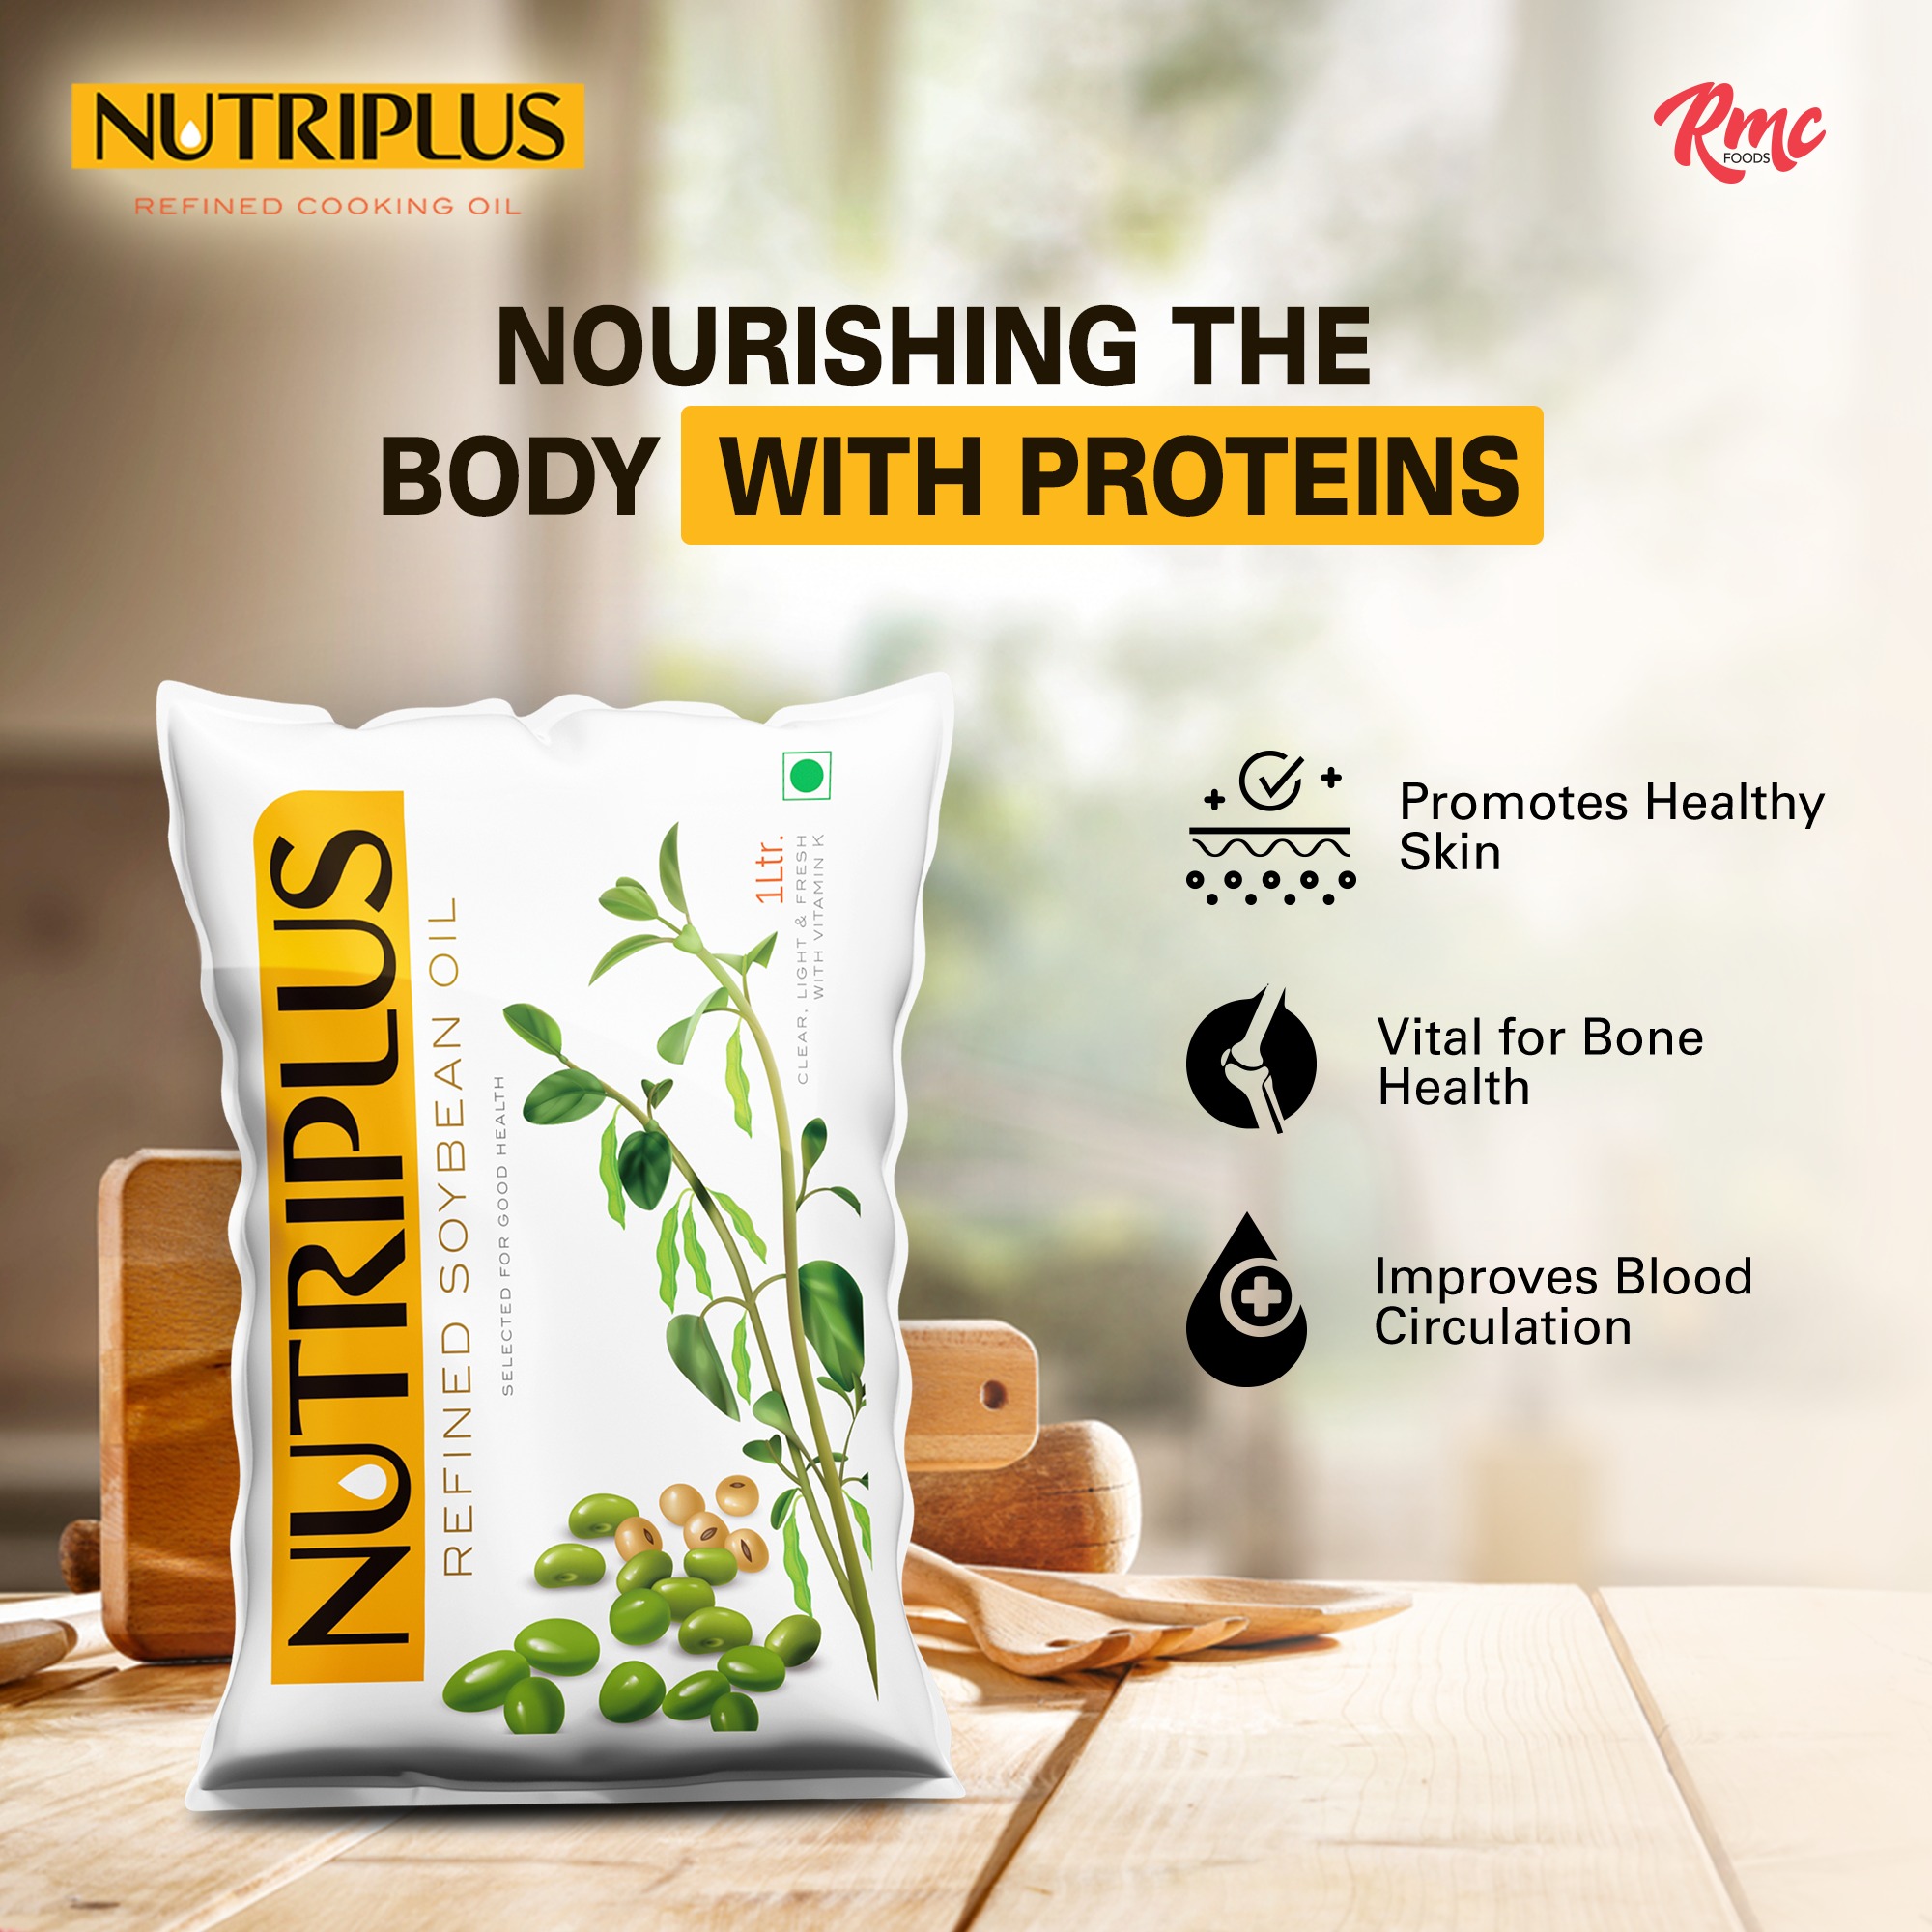 NUTRIPLUS
REFINED COOKING OIL
Rmc
FOODS
NOURISHING THE
BODY WITH PROTEINS
NUTRIPLUS
REFINED SOYBEAN OIL
SELECTED FOR GOOD HEALTH
1Ltr.
CLEAR, LIGHT & FRESH
WITH VITAMIN K
Promotes Healthy
Skin
Vital for Bone
Health
Improves Blood
Circulation